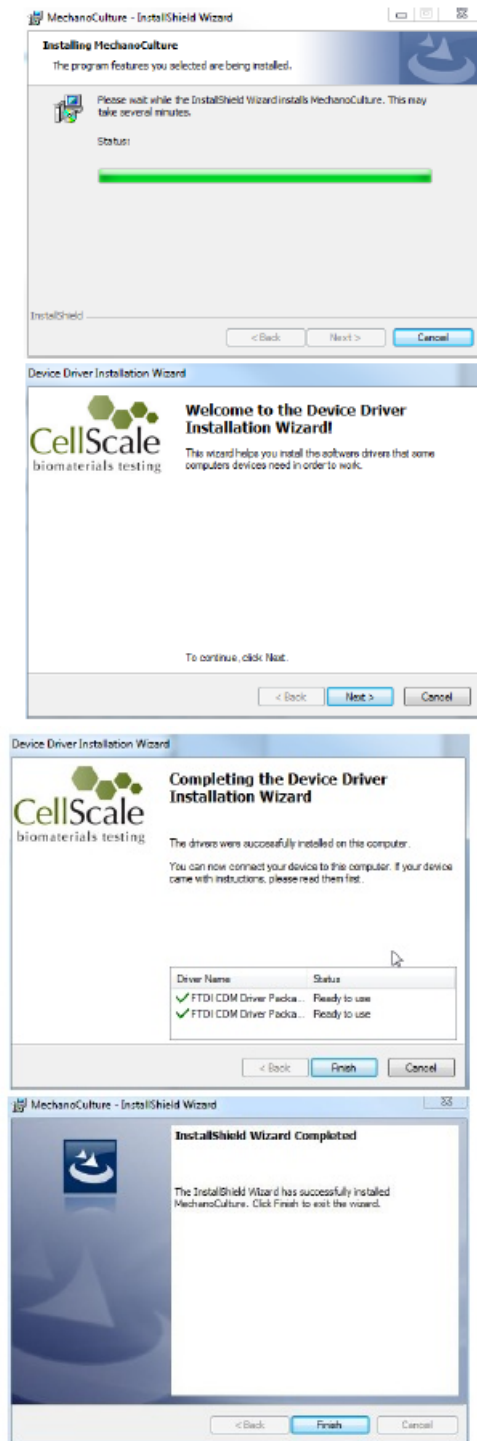 MechanoCulture - InstallShield Wizard
Installing MechanoCulture
The program features you selected are being installed.
Please wait while the InstallShield Wizard installs MechanoCulture. This may
take several minutes.
Status:
InstallShield
< Back
Next >
Cancel
Device Driver Installation Wizard
CellScale
biomaterials testing
Welcome to the Device Driver
Installation Wizard!
This wizard helps you install the software drivers that some
computers devices need in order to work.
To continue, click Next.
< Back
Next >
Cancel
Device Driver Installation Wizard
CellScale
biomaterials testing
Completing the Device Driver
Installation Wizard
The drivers were successfully installed on this computer.
You can now connect your device to this computer. If your device
came with instructions, please read them first.
Driver Name Status
FTDI CDM Driver Packa... Ready to use
FTDI CDM Driver Packa... Ready to use
< Back
Finish
Cancel
MechanoCulture - InstallShield Wizard
InstallShield Wizard Completed
The InstallShield Wizard has successfully installed
MechanoCulture. Click Finish to exit the wizard.
< Back
Finish
Cancel